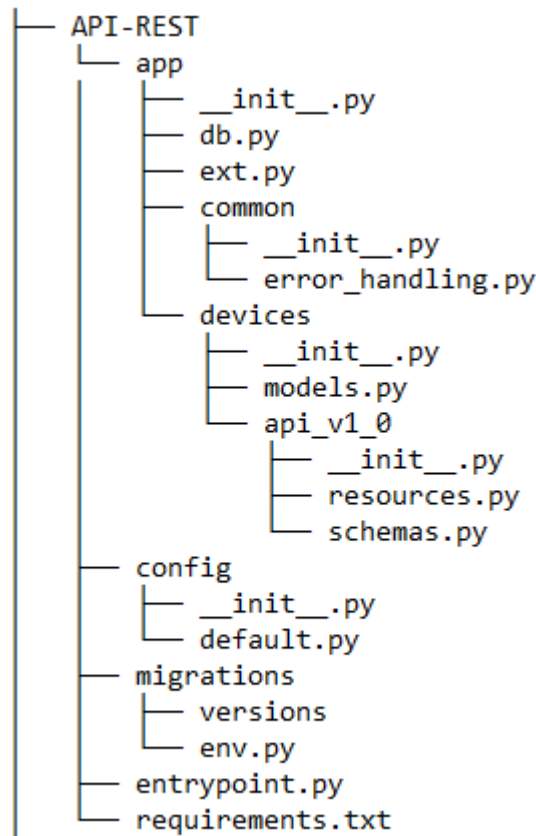 API-REST
app
__init__.py
db.py
ext.py
common
__init__.py
error_handling.py
devices
__init__.py
models.py
api_v1_0
__init__.py
resources.py
schemas.py
config
__init__.py
default.py
migrations
versions
env.py
entrypoint.py
requirements.txt